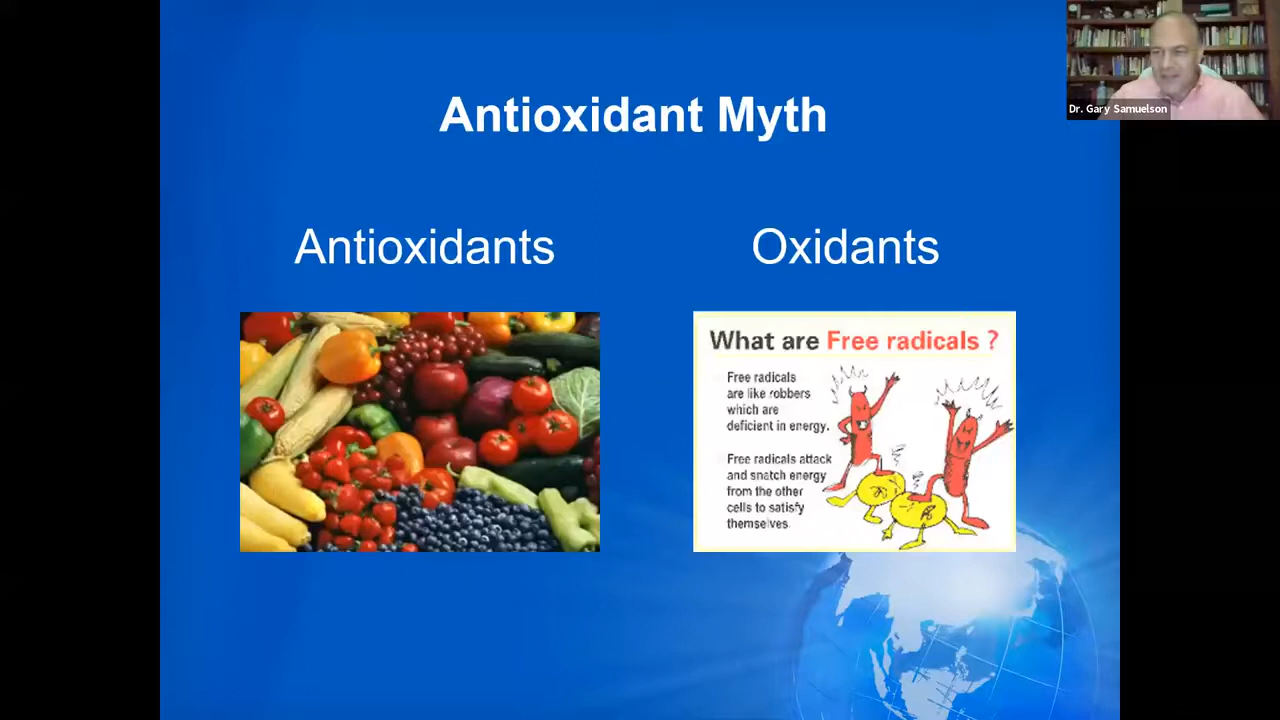 Dr. Gary Samuelson
Antioxidant Myth
Antioxidants
Oxidants
What are Free radicals ?
Free radicals
are like robbers
which are
deficient in energy.
Free radicals attack
and snatch energy
from the other
cells to satisfy
themselves.